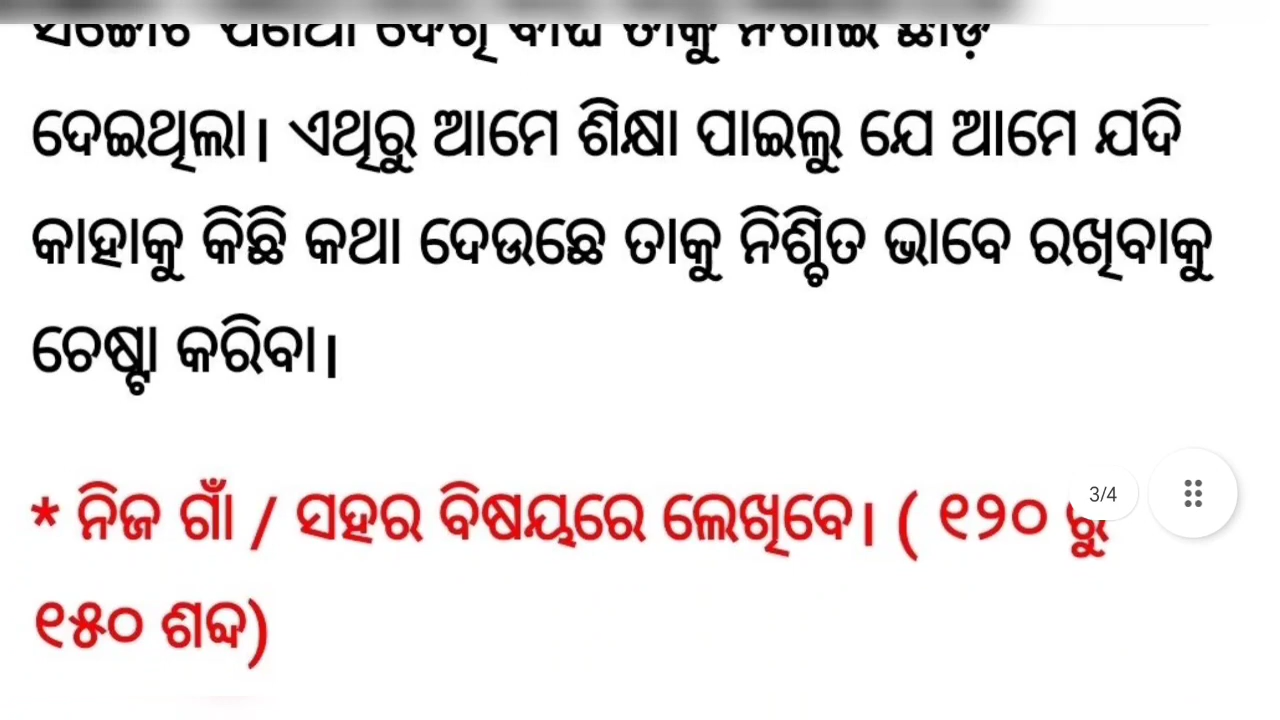 ଦେଇଥିଲା। ଏଥିରୁ ଆମେ ଶିକ୍ଷା ପାଇଲୁ ଯେ ଆମେ ଯଦି
କାହାକୁ କିଛି କଥା ଦେଉଛେ ତାକୁ ନିଶ୍ଚିତ ଭାବେ ରଖିବାକୁ
ଚେଷ୍ଟା କରିବା।
* ନିଜ ଗାଁ / ସହର ବିଷୟରେ ଲେଖିବେ। ( ୧୨୦ ରୁ
3/4
୧୫୦ ଶବ୍ଦ)